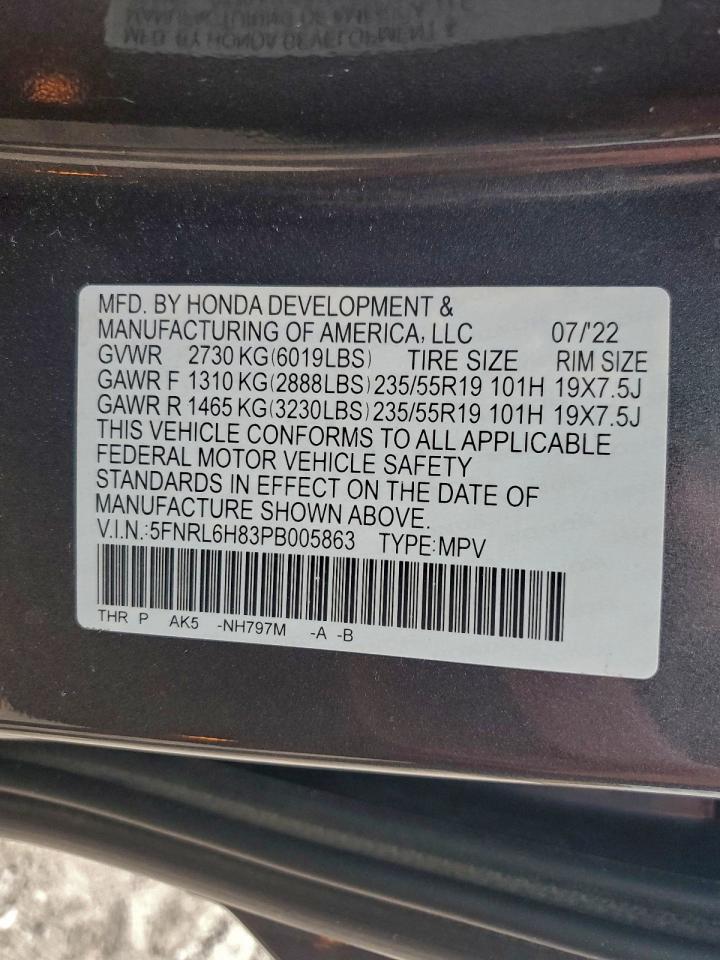 MFD. BY HONDA DEVELOPMENT &
MANUFACTURING OF AMERICA, LLC 07/'22
GVWR 2730 KG(6019LBS) TIRE SIZE RIM SIZE
GAWR F 1310 KG(2888LBS) 235/55R19 101H 19X7.5J
GAWR R 1465 KG(3230LBS) 235/55R19 101H 19X7.5J
THIS VEHICLE CONFORMS TO ALL APPLICABLE
FEDERAL MOTOR VEHICLE SAFETY
STANDARDS IN EFFECT ON THE DATE OF
MANUFACTURE SHOWN ABOVE.
V.I.N.:5FNRL6H83PB005863 TYPE:MPV
THR P AK5 -NH797M -A -B